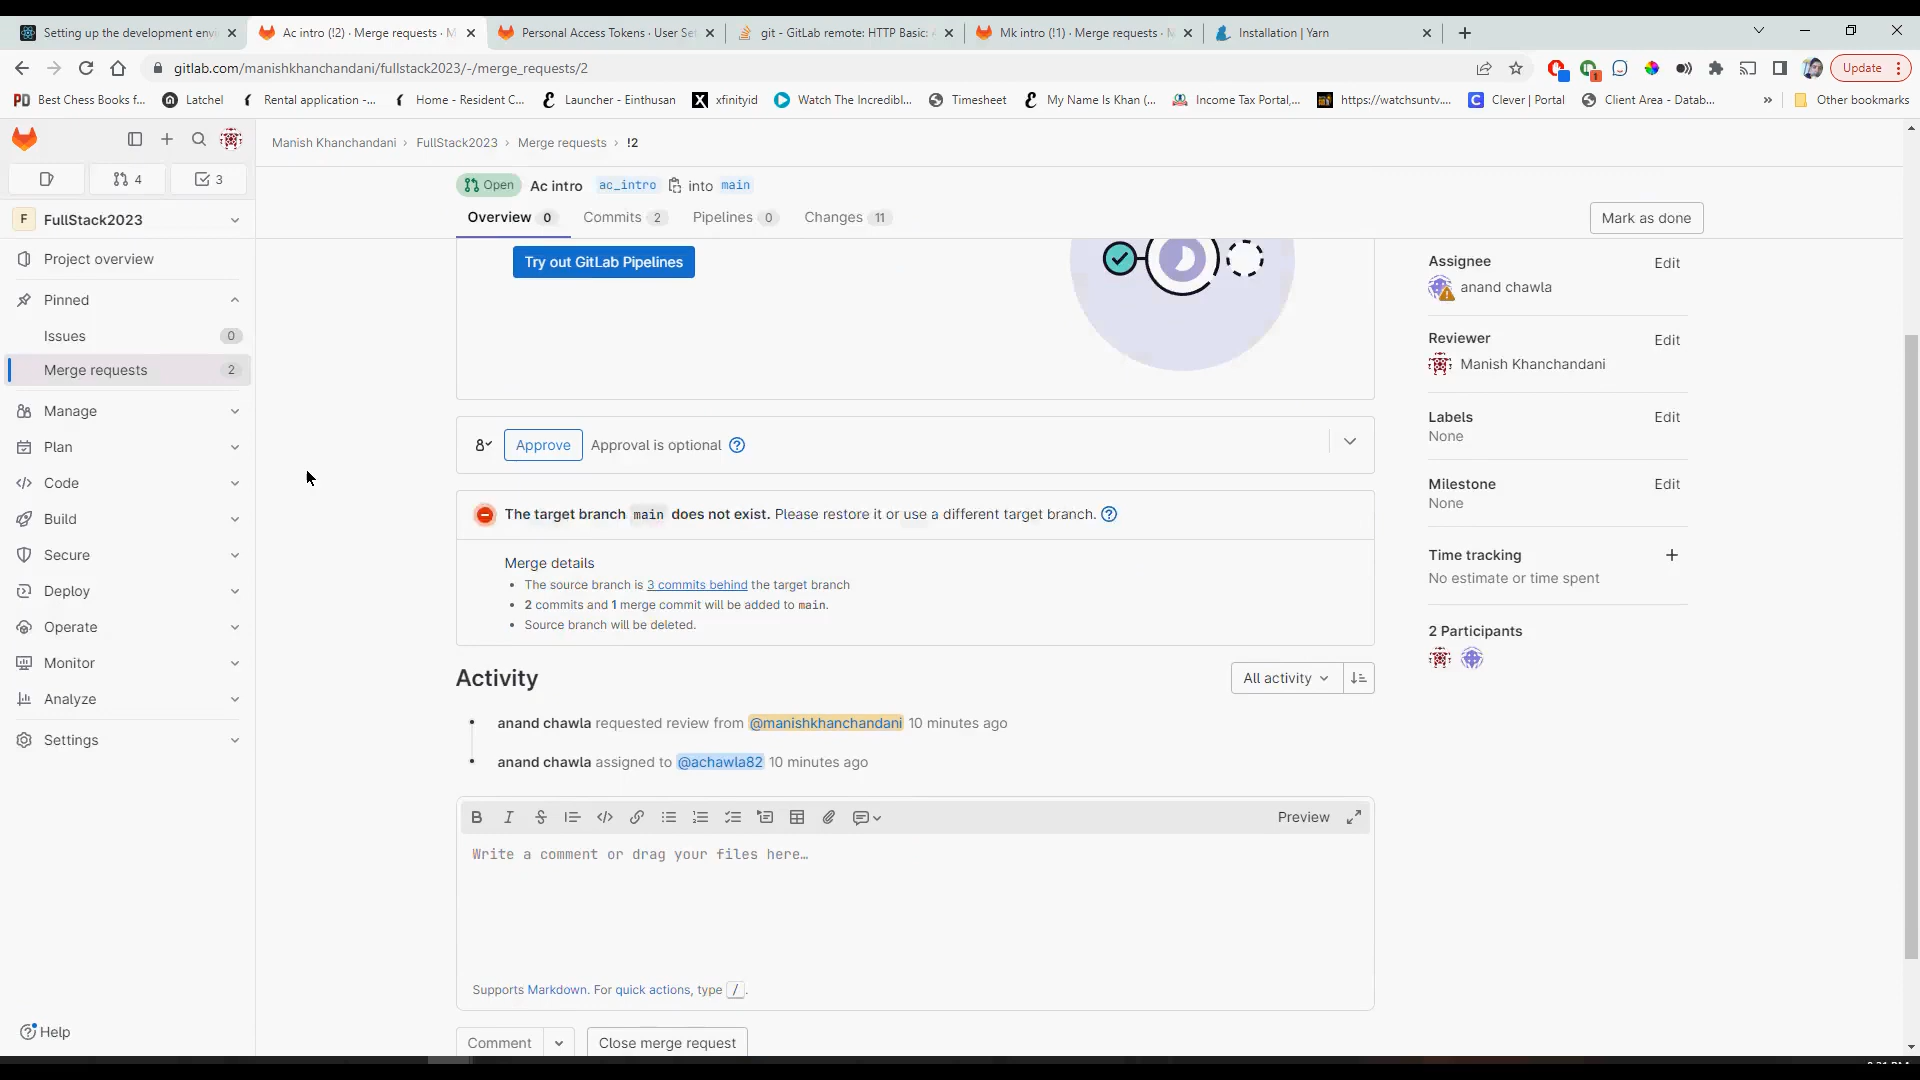 Setting up the development envi
Ac intro (!2) · Merge requests · M
Personal Access Tokens · User Set
git - GitLab remote: HTTP Basic:
Mk intro (!1) · Merge requests · M
Installation | Yarn
gitlab.com/manishkhanchandani/fullstack2023/-/merge_requests/2
Update
Best Chess Books f...
Latchel
Rental application -...
Home - Resident C...
Launcher - Einthusan
xfinityid
Watch The Incredibl...
Timesheet
My Name Is Khan (...
Income Tax Portal,...
https://watchsuntv....
Clever | Portal
Client Area - Datab...
»
Other bookmarks
Manish Khanchandani › FullStack2023 › Merge requests › !2
4
3
Open Ac intro ac_intro into main
F FullStack2023
Overview 0 Commits 2 Pipelines 0 Changes 11
Mark as done
Project overview
Try out GitLab Pipelines
Assignee Edit
anand chawla
Pinned
Issues 0
Reviewer Edit
Manish Khanchandani
Merge requests 2
Manage
Labels Edit
None
Plan
Approve Approval is optional
Code
Milestone Edit
None
Build
The target branch main does not exist. Please restore it or use a different target branch.
Secure
Merge details
Time tracking
No estimate or time spent
The source branch is 3 commits behind the target branch
Deploy
2 commits and 1 merge commit will be added to main.
Operate
Source branch will be deleted.
2 Participants
Monitor
Activity
All activity
Analyze
anand chawla requested review from @manishkhanchandani 10 minutes ago
Settings
anand chawla assigned to @achawla82 10 minutes ago
B I S
Preview
Write a comment or drag your files here…
Supports Markdown. For quick actions, type /.
Help
Comment
Close merge request